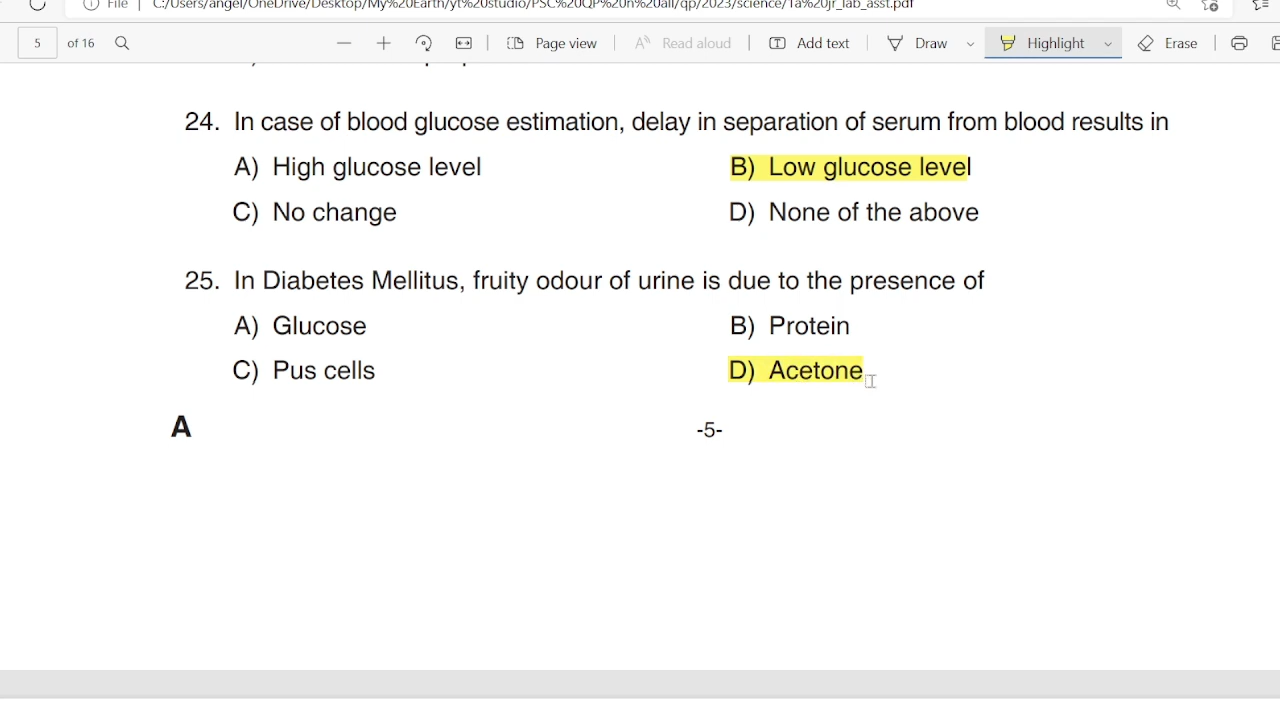 File C:/Users/angel/OneDrive/Desktop/My%20Earth/yt%20studio/PSC%20QP%20n%20all/qp/2023/science/1a%20jr_lab_asst.pdf
5 of 16 Page view Read aloud Add text Draw Highlight Erase
24. In case of blood glucose estimation, delay in separation of serum from blood results in
A) High glucose level B) Low glucose level
C) No change D) None of the above
25. In Diabetes Mellitus, fruity odour of urine is due to the presence of
A) Glucose B) Protein
C) Pus cells D) Acetone
A -5-